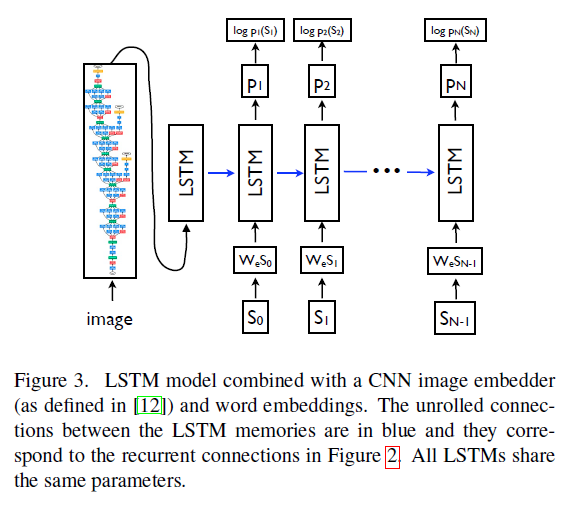 log p1(S1) log p2(S2) log pN(SN)
p1 p2 pN
LSTM LSTM LSTM ••• LSTM
WeS0 WeS1 WeSN-1
image S0 S1 SN-1
Figure 3. LSTM model combined with a CNN image embedder
(as defined in [12]) and word embeddings. The unrolled connec-
tions between the LSTM memories are in blue and they corre-
spond to the recurrent connections in Figure 2. All LSTMs share
the same parameters.